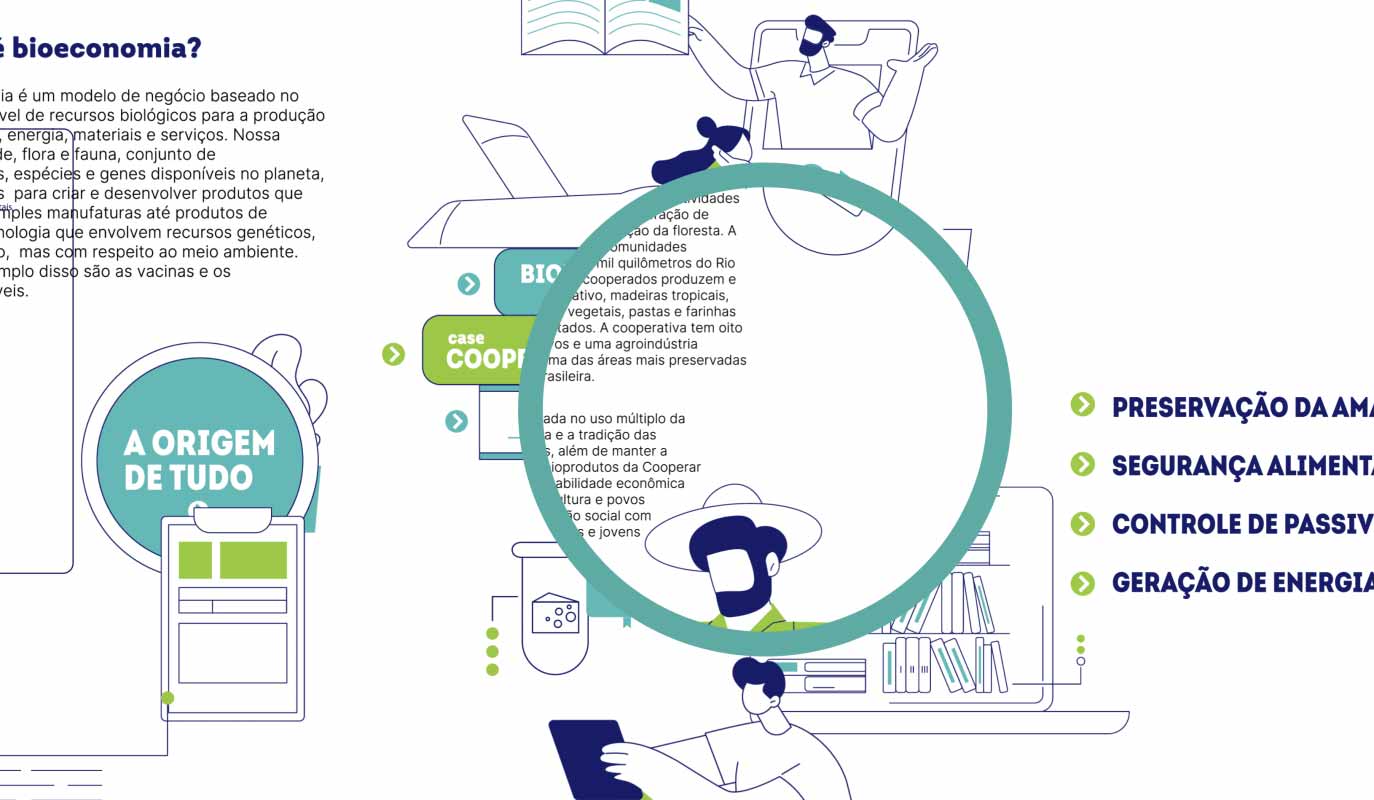 é bioeconomia?
ia é um modelo de negócio baseado no
vel de recursos biológicos para a produção
, energia, materiais e serviços. Nossa
de, flora e fauna, conjunto de
s, espécies e genes disponíveis no planeta,
s para criar e desenvolver produtos que
mples manufaturas até produtos de
nologia que envolvem recursos genéticos,
o, mas com respeito ao meio ambiente.
mplo disso são as vacinas e os
veis.
A ORIGEM
DE TUDO
BIO
case
COOPE
ividades
ração de
ção da floresta. A
omunidades
mil quilômetros do Rio
cooperados produzem e
ativo, madeiras tropicais,
vegetais, pastas e farinhas
tados. A cooperativa tem oito
os e uma agroindústria
ma das áreas mais preservadas
rasileira.
ada no uso múltiplo da
a e a tradição das
s, além de manter a
ioprodutos da Cooperar
abilidade econômica
ultura e povos
ão social com
s e jovens
PRESERVAÇÃO DA AMA
SEGURANÇA ALIMENTA
CONTROLE DE PASSIV
GERAÇÃO DE ENERGIA
I II III